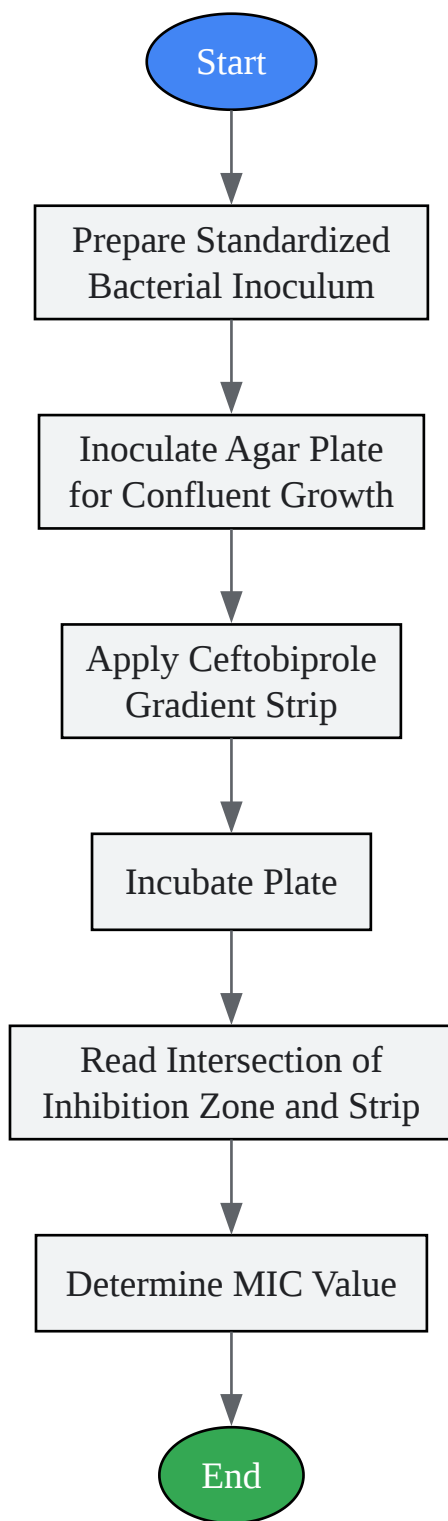 Start
Prepare Standardized
Bacterial Inoculum
Inoculate Agar Plate
for Confluent Growth
Apply Ceftobiprole
Gradient Strip
Incubate Plate
Read Intersection of
Inhibition Zone and Strip
Determine MIC Value
End